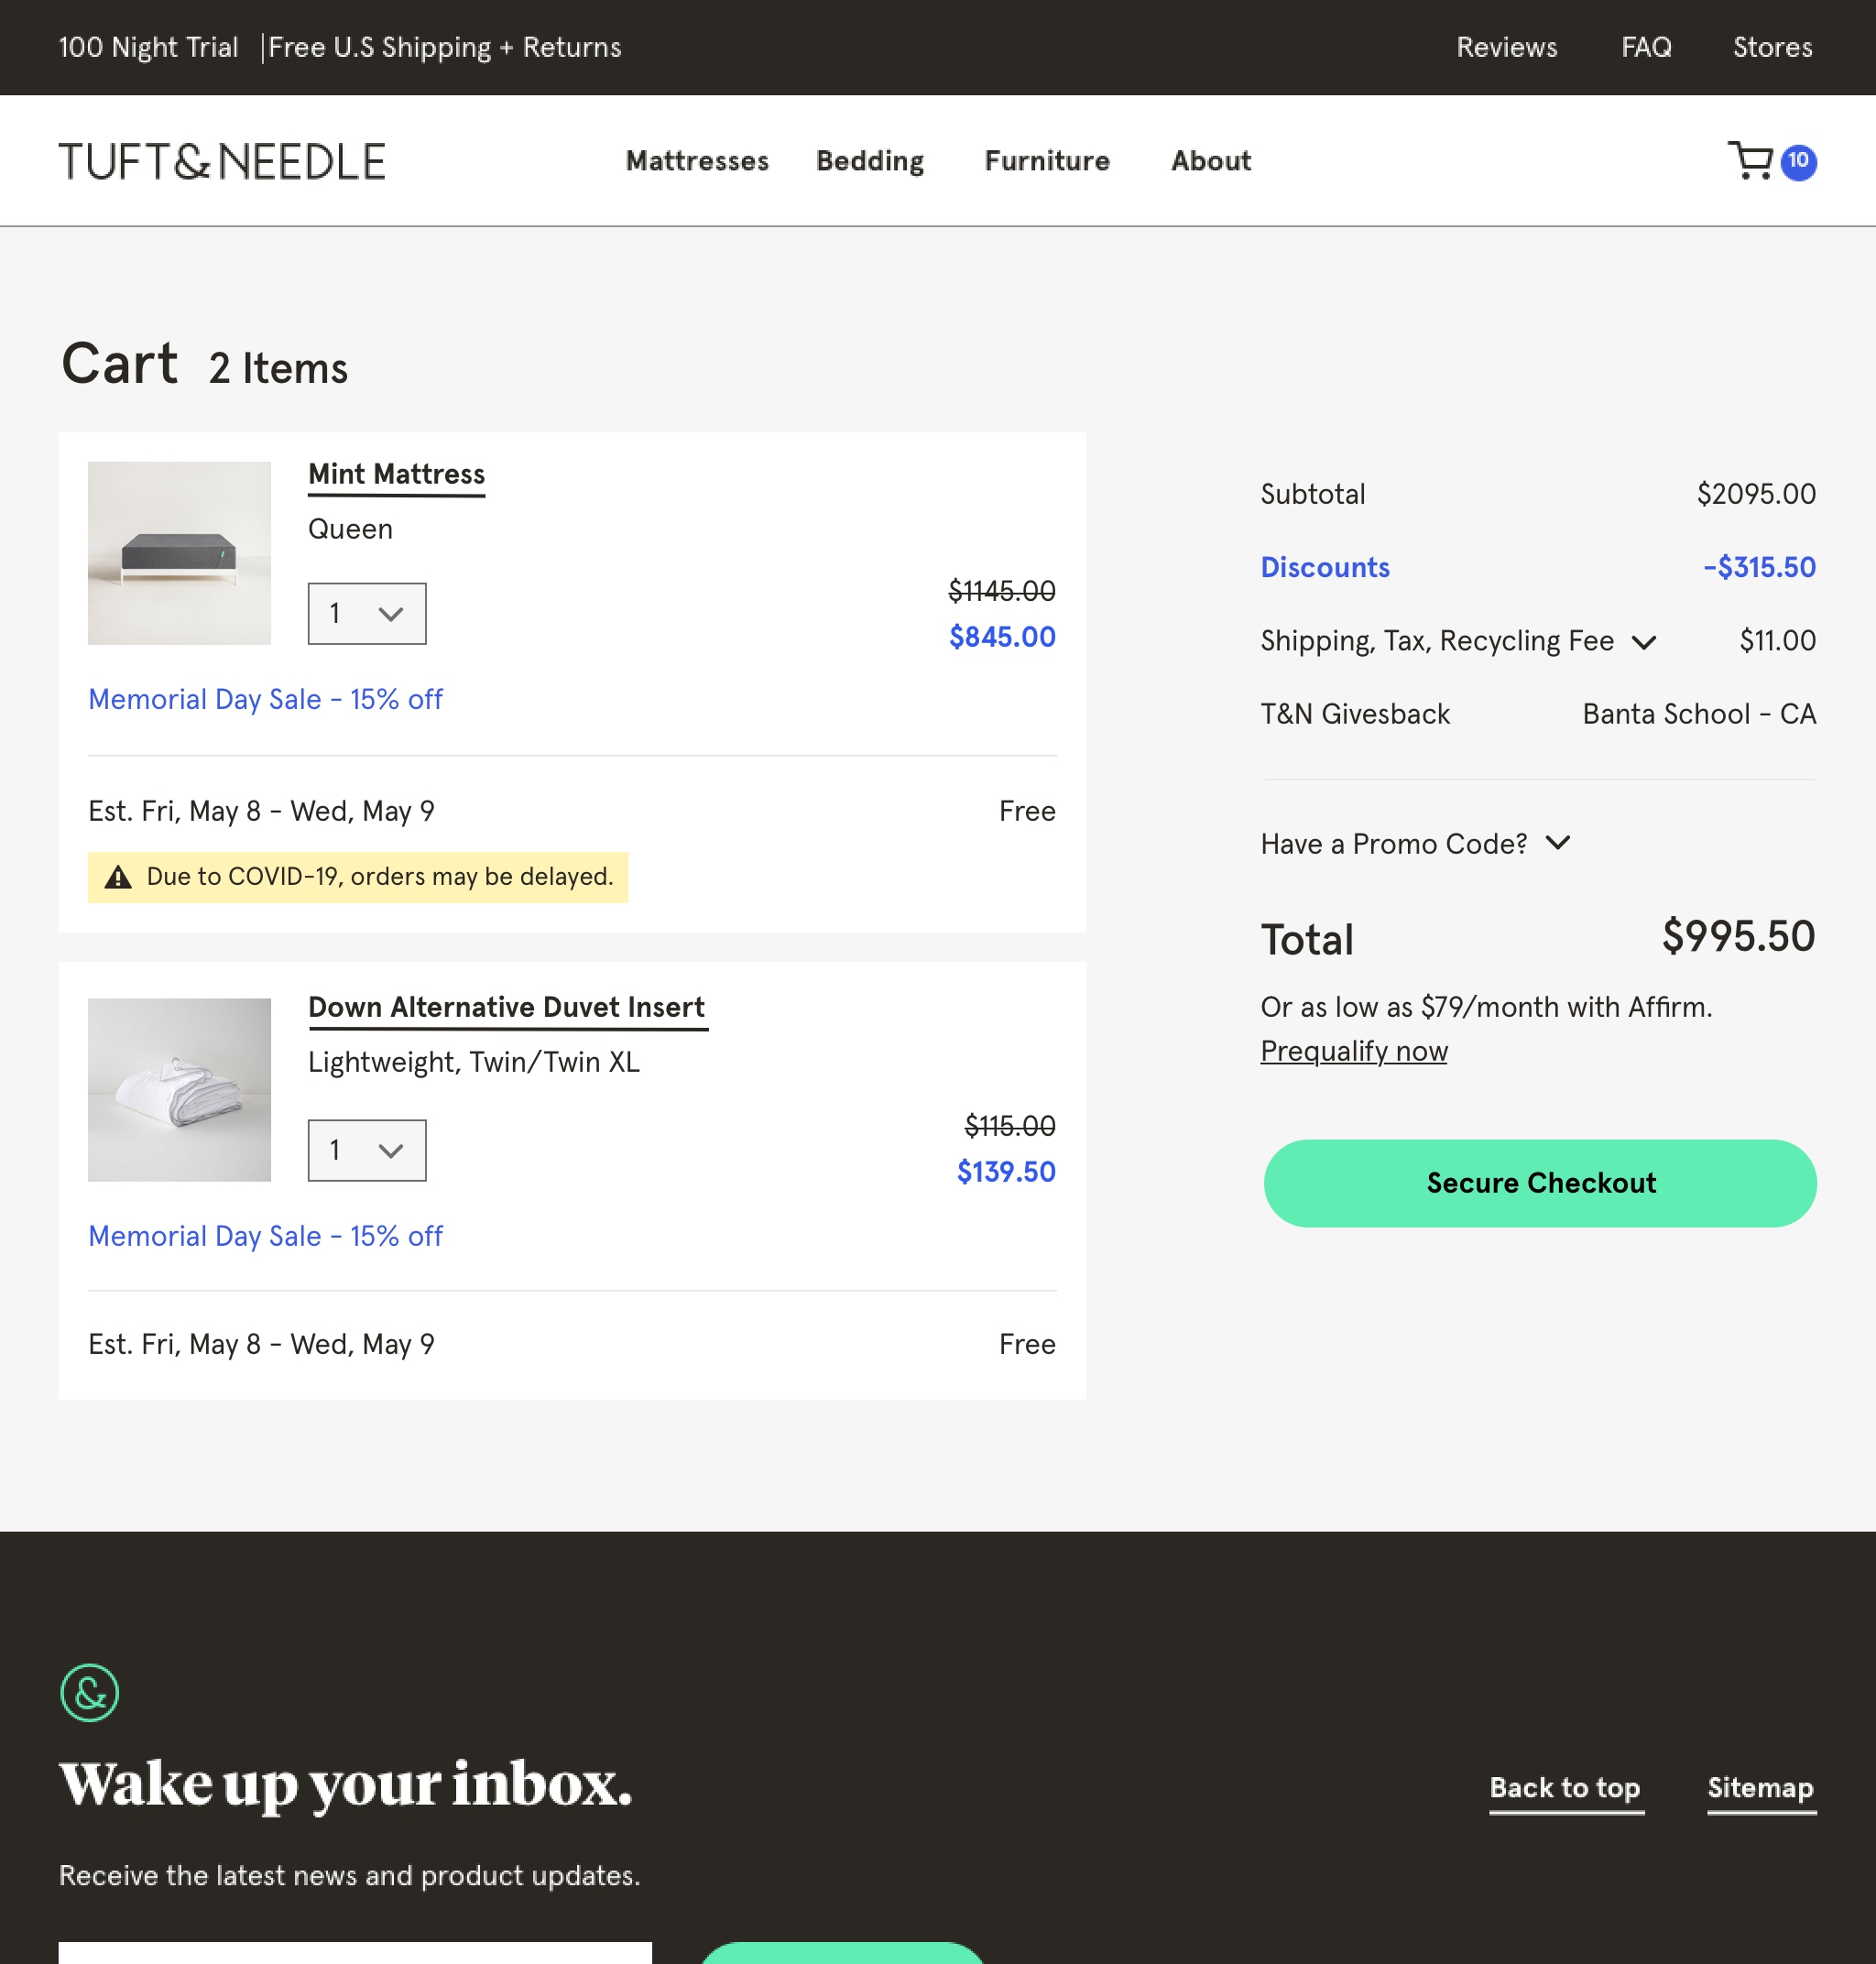 100 Night Trial |Free U.S Shipping + Returns
Reviews FAQ Stores
TUFT&NEEDLE
Mattresses Bedding Furniture About
10
Cart 2 Items
Mint Mattress
Queen
1
$1145.00
$845.00
Memorial Day Sale - 15% off
Est. Fri, May 8 - Wed, May 9 Free
Due to COVID-19, orders may be delayed.
Down Alternative Duvet Insert
Lightweight, Twin/Twin XL
1
$115.00
$139.50
Memorial Day Sale - 15% off
Est. Fri, May 8 - Wed, May 9 Free
Subtotal $2095.00
Discounts -$315.50
Shipping, Tax, Recycling Fee $11.00
T&N Givesback Banta School - CA
Have a Promo Code?
Total $995.50
Or as low as $79/month with Affirm.
Prequalify now
Secure Checkout
&
Wake up your inbox.
Back to top Sitemap
Receive the latest news and product updates.